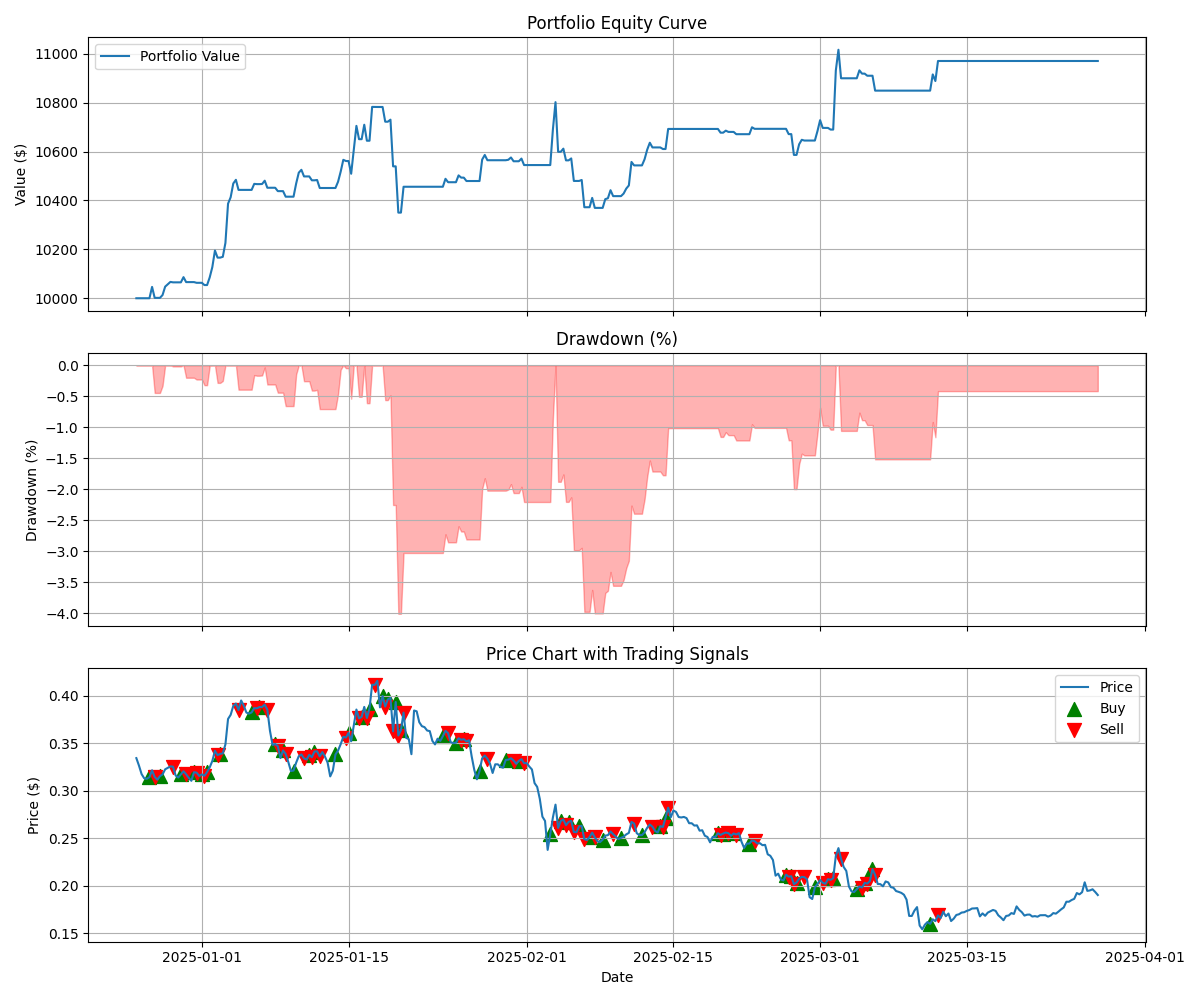 Portfolio Equity Curve
11000
10800
10600
10400
10200
10000
Value ($)
Portfolio Value
Drawdown (%)
0.0
−0.5
−1.0
−1.5
−2.0
−2.5
−3.0
−3.5
−4.0
Drawdown (%)
Price Chart with Trading Signals
0.40
0.35
0.30
0.25
0.20
0.15
Price ($)
Price
Buy
Sell
2025-01-01
2025-01-15
2025-02-01
2025-02-15
2025-03-01
2025-03-15
2025-04-01
Date